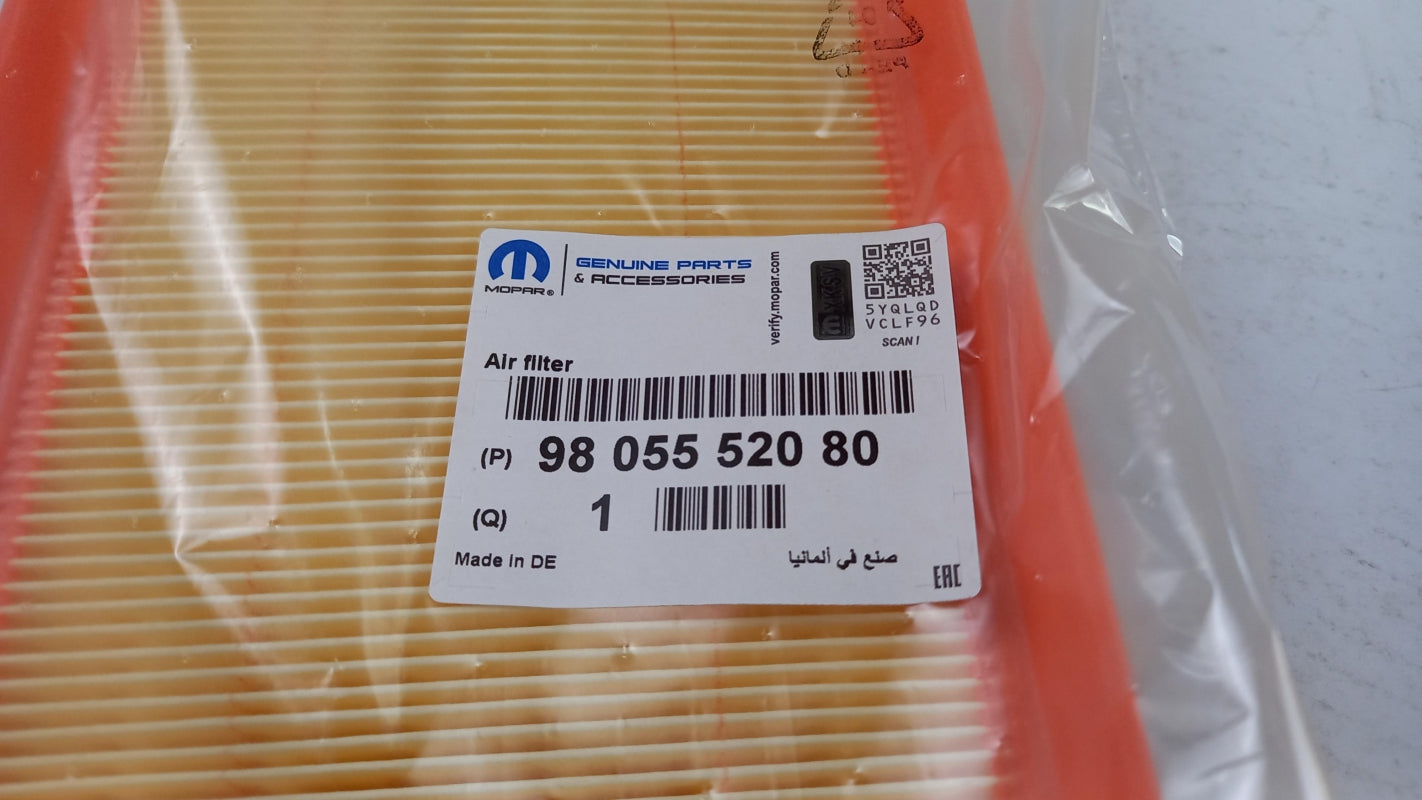 MOPAR®
GENUINE PARTS
& ACCESSORIES
verify.mopar.com
5YQLQD
VCLF96
SCAN!
Air filter
(P) 98 055 520 80
(Q) 1
Made in DE
صنع في ألمانيا
EAC